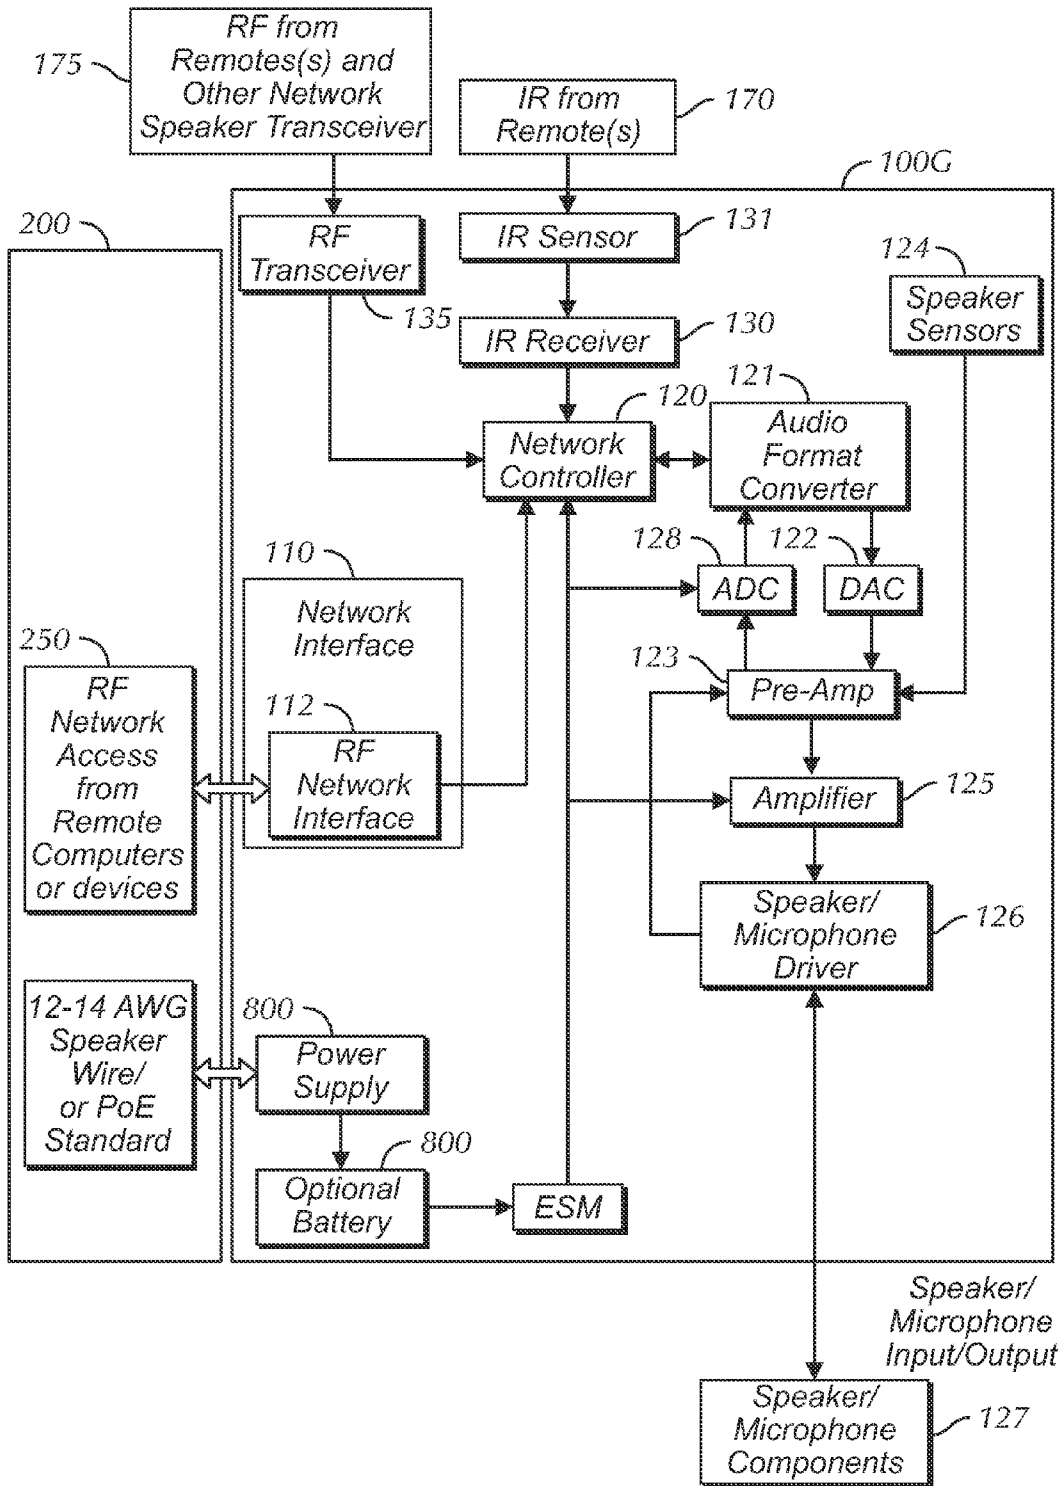 RF from
Remotes(s) and
Other Network
Speaker Transceiver
175
IR from
Remote(s)
170
100G
200
RF
Transceiver
135
IR Sensor
131
124
Speaker
Sensors
IR Receiver
130
120
Network
Controller
121
Audio
Format
Converter
110
Network
Interface
128
ADC
122
DAC
250
RF
Network
Access
from
Remote
Computers
or devices
112
RF
Network
Interface
123
Pre-Amp
Amplifier
125
Speaker/
Microphone
Driver
126
12-14 AWG
Speaker
Wire/
or PoE
Standard
800
Power
Supply
800
Optional
Battery
ESM
Speaker/
Microphone
Input/Output
Speaker/
Microphone
Components
127